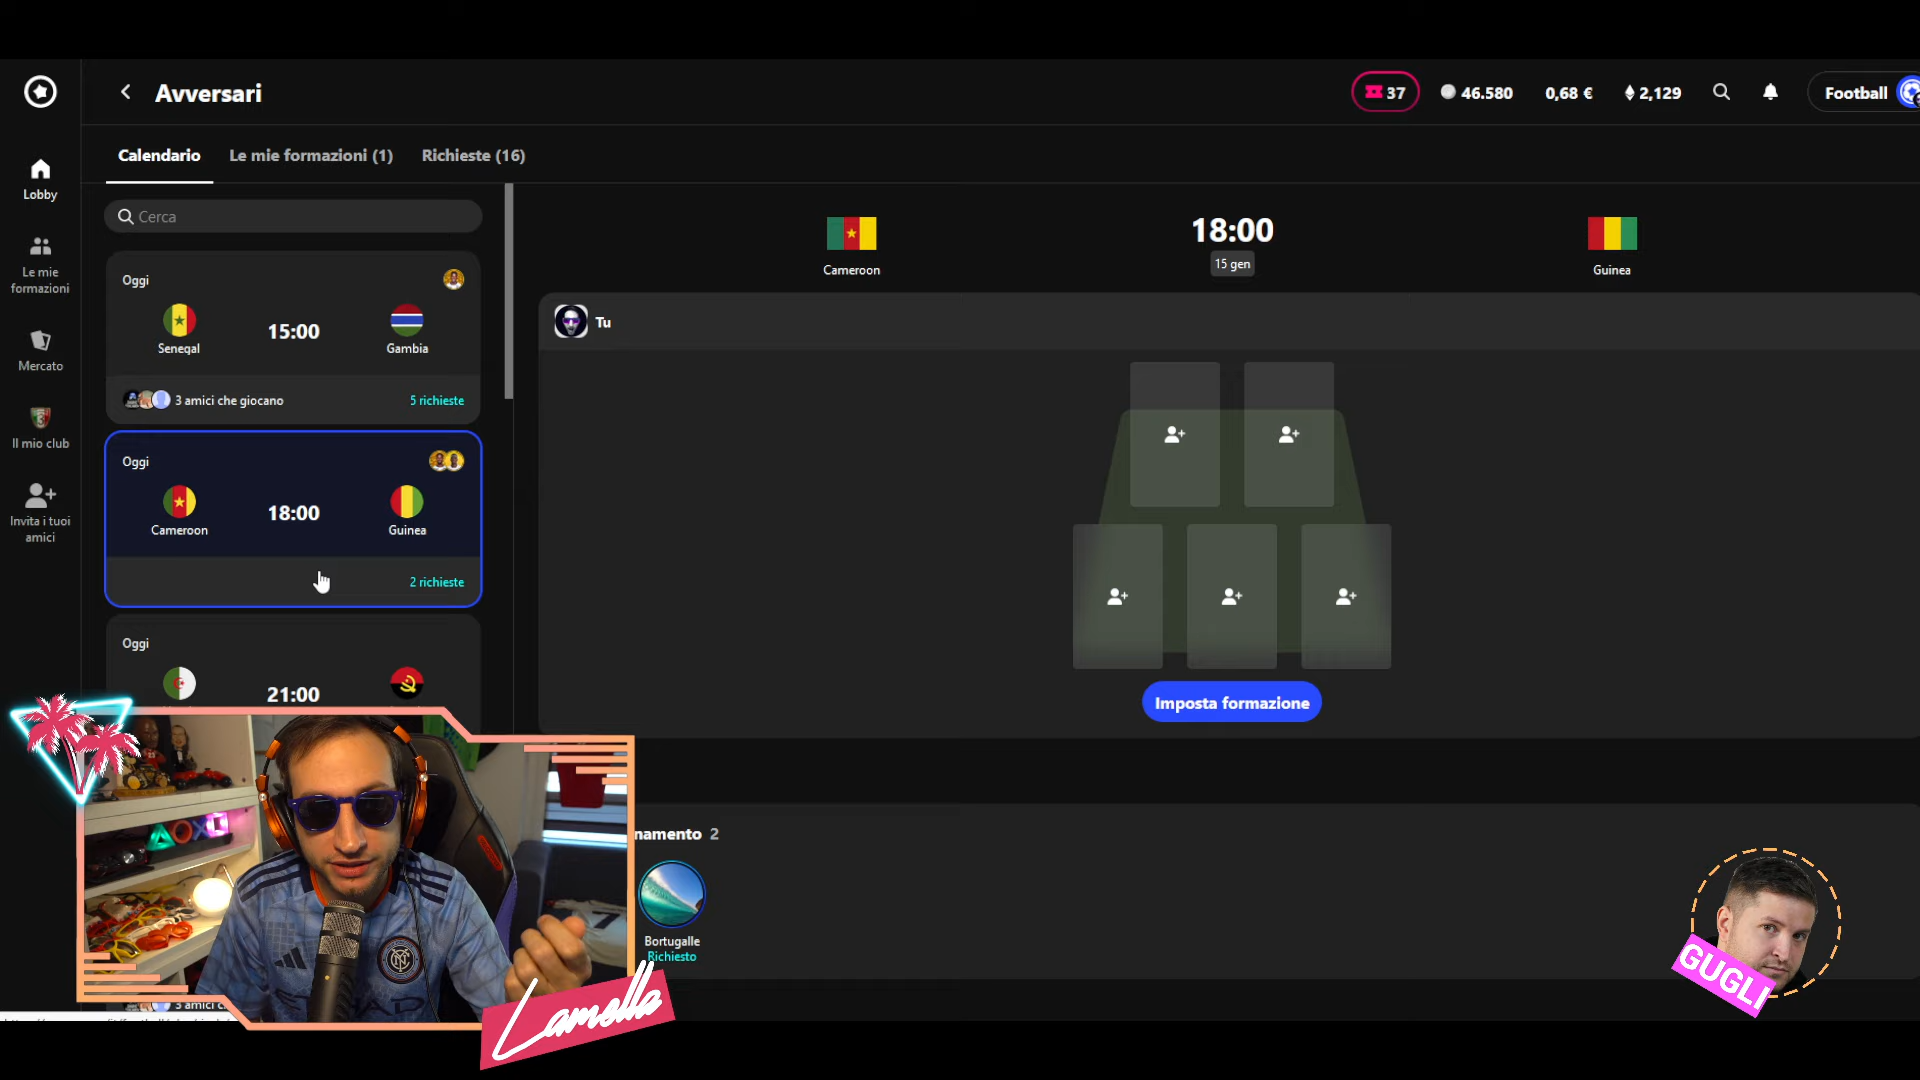 Avversari
37
46.580
0,68 €
2,129
Football
Calendario
Le mie formazioni (1)
Richieste (16)
Lobby
Le mie
formazioni
Mercato
Il mio club
Invita i tuoi
amici
Cerca
Oggi
Senegal
15:00
Gambia
3 amici che giocano
5 richieste
Oggi
Cameroon
18:00
Guinea
2 richieste
Oggi
21:00
Cameroon
18:00
15 gen
Guinea
Tu
Imposta formazione
namento 2
Bortugalle
Richiesto
3 amici c
Lamella
GUGLI